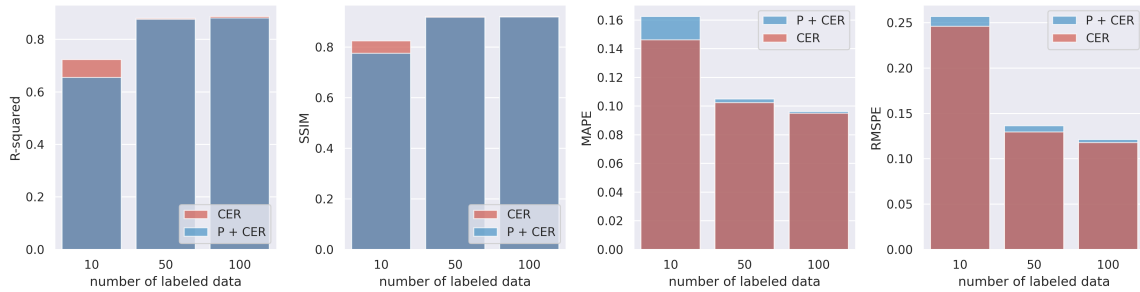 R-squared
0.8
0.6
0.4
0.2
0.0
CER
P + CER
10 50 100
number of labeled data
SSIM
0.8
0.6
0.4
0.2
0.0
CER
P + CER
10 50 100
number of labeled data
MAPE
0.16
0.14
0.12
0.10
0.08
0.06
0.04
0.02
0.00
P + CER
CER
10 50 100
number of labeled data
RMSPE
0.25
0.20
0.15
0.10
0.05
0.00
P + CER
CER
10 50 100
number of labeled data